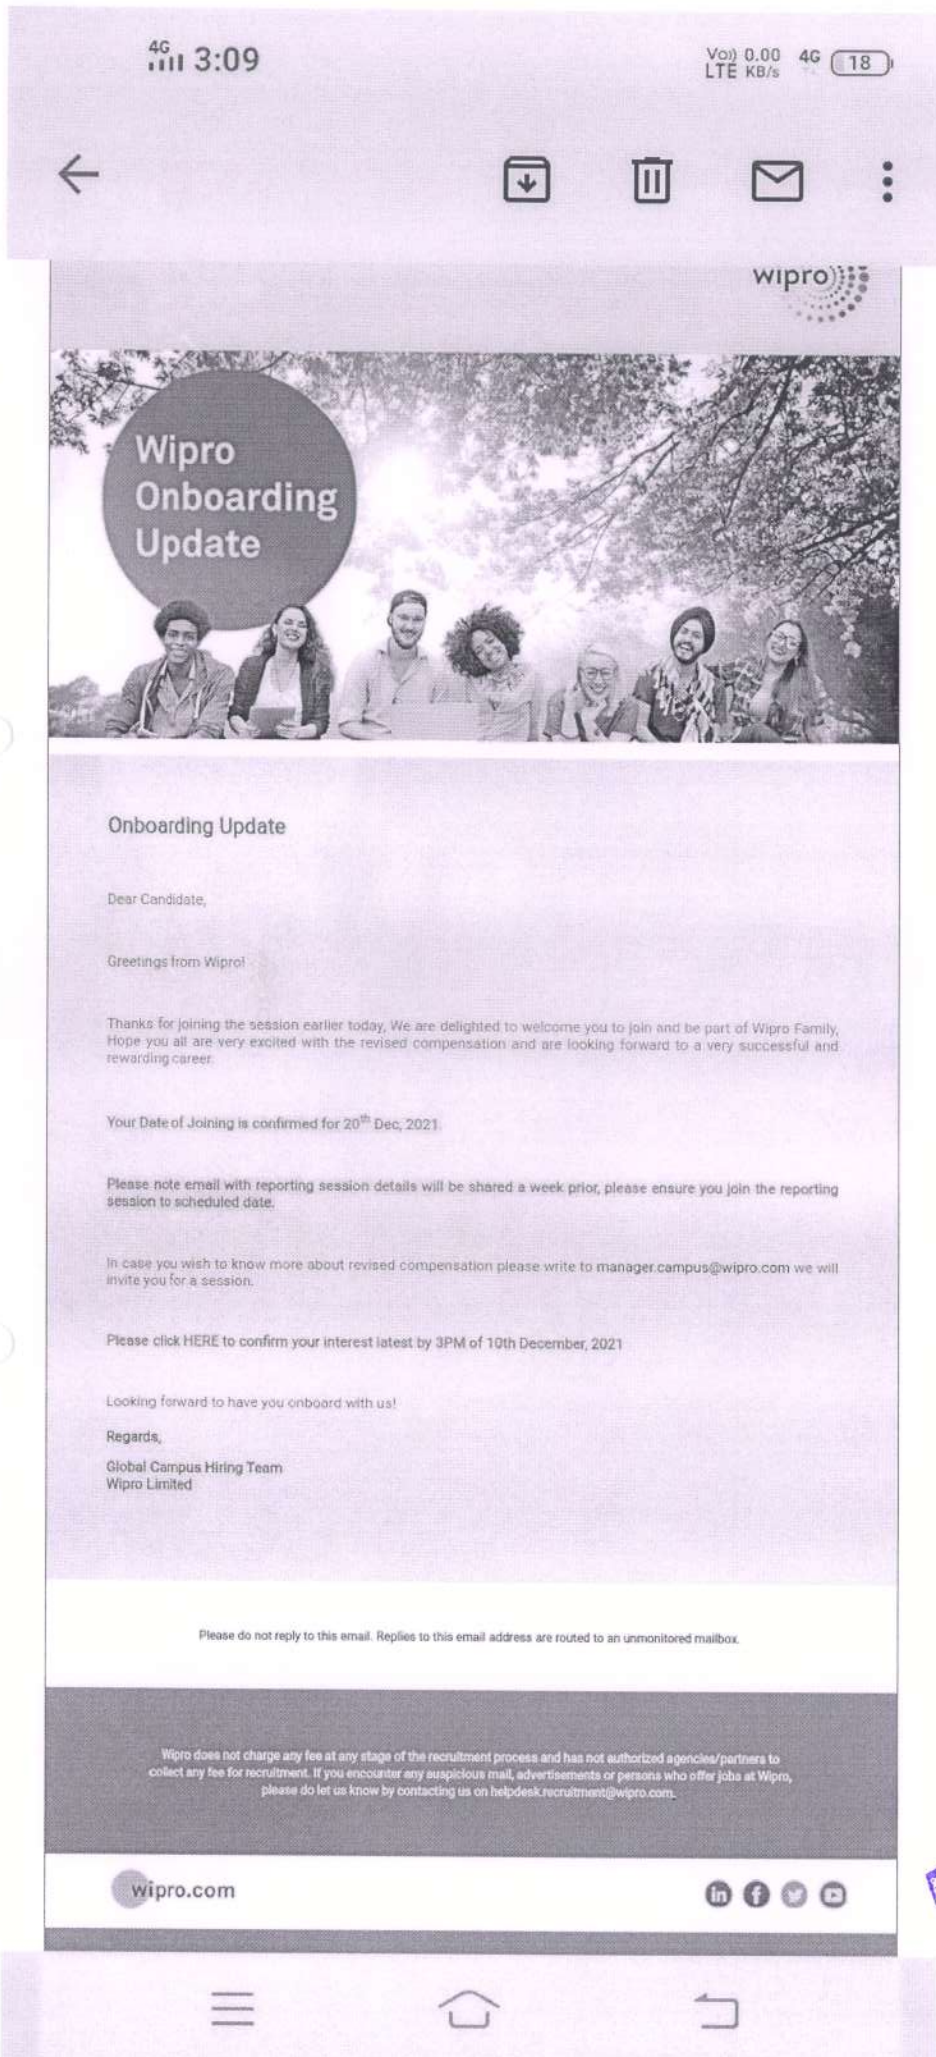 4G 3:09 Vo)) 0.00 4G 18
LTE KB/s
wipro
Wipro
Onboarding
Update
Onboarding Update
Dear Candidate,
Greetings from Wipro!
Thanks for joining the session earlier today, We are delighted to welcome you to join and be part of Wipro Family,
Hope you all are very excited with the revised compensation and are looking forward to a very successful and
rewarding career.
Your Date of Joining is confirmed for 20th Dec, 2021.
Please note email with reporting session details will be shared a week prior, please ensure you join the reporting
session to scheduled date.
In case you wish to know more about revised compensation please write to manager.campus@wipro.com we will
invite you for a session.
Please click HERE to confirm your interest latest by 3PM of 10th December, 2021
Looking forward to have you onboard with us!
Regards,
Global Campus Hiring Team
Wipro Limited
Please do not reply to this email. Replies to this email address are routed to an unmonitored mailbox.
Wipro does not charge any fee at any stage of the recruitment process and has not authorized agencies/partners to
collect any fee for recruitment. If you encounter any suspicious mail, advertisements or persons who offer jobs at Wipro,
please do let us know by contacting us on helpdesk.recruitment@wipro.com.
wipro.com